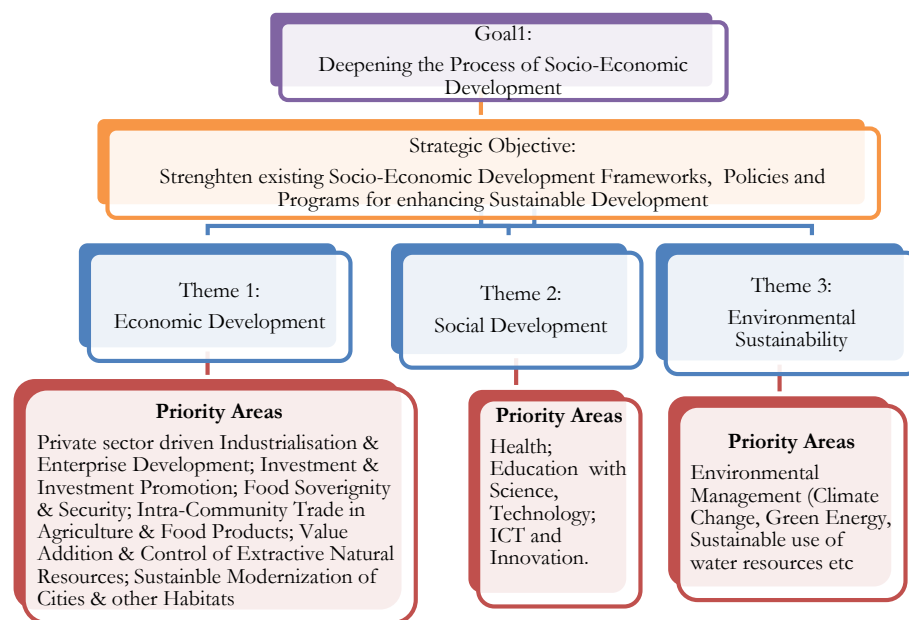 Goal1:
Deepening the Process of Socio-Economic
Development
Strategic Objective:
Strenghten existing Socio-Economic Development Frameworks, Policies and
Programs for enhancing Sustainable Development
Theme 1:
Economic Development
Theme 2:
Social Development
Theme 3:
Environmental
Sustainability
Priority Areas
Private sector driven Industrialisation &
Enterprise Development; Investment &
Investment Promotion; Food Soverignity
& Security; Intra-Community Trade in
Agriculture & Food Products; Value
Addition & Control of Extractive Natural
Resources; Sustainble Modernization of
Cities & other Habitats
Priority Areas
Health;
Education with
Science,
Technology;
ICT and
Innovation.
Priority Areas
Environmental
Management (Climate
Change, Green Energy,
Sustainable use of
water resources etc